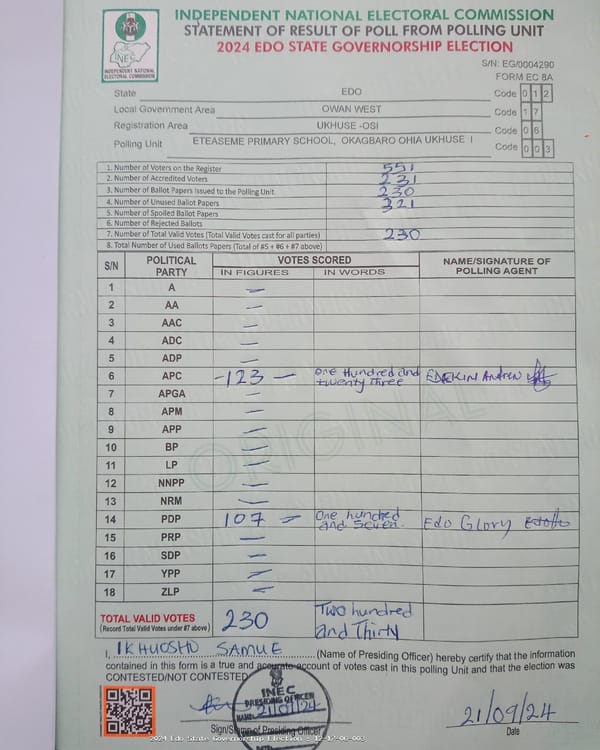 INDEPENDENT NATIONAL ELECTORAL COMMISSION
STATEMENT OF RESULT OF POLL FROM POLLING UNIT
2024 EDO STATE GOVERNORSHIP ELECTION
INEC
INDEPENDENT NATIONAL
ELECTORAL COMMISSION
S/N: EG/0004290
FORM EC 8A
State EDO Code 0 1 2
Local Government Area OWAN WEST Code 1 7
Registration Area UKHUSE -OSI Code 0 6
Polling Unit ETEASEME PRIMARY SCHOOL, OKAGBARO OHIA UKHUSE I Code 0 0 3
1. Number of Voters on the Register 551
2. Number of Accredited Voters 231
3. Number of Ballot Papers Issued to the Polling Unit 230
4. Number of Unused Ballot Papers 321
5. Number of Spoiled Ballot Papers
6. Number of Rejected Ballots
7. Number of Total Valid Votes (Total Valid Votes cast for all parties) 230
8. Total Number of Used Ballots Papers (Total of #5 + #6 + #7 above)
S/N POLITICAL PARTY VOTES SCORED NAME/SIGNATURE OF POLLING AGENT
IN FIGURES IN WORDS
1 A —
2 AA —
3 AAC —
4 ADC —
5 ADP —
6 APC -123 — One Hundred and twenty three Andrew
7 APGA —
8 APM —
9 APP —
10 BP —
11 LP —
12 NNPP —
13 NRM —
14 PDP 107 — One hundred and Seven. Edo Glory
15 PRP —
16 SDP —
17 YPP —
18 ZLP —
ORIGINAL
TOTAL VALID VOTES 230 Two hundred and Thirty
(Record Total Valid Votes under #7 above)
I, IKHUOSHO SAMUE (Name of Presiding Officer) hereby certify that the information
contained in this form is a true and accurate account of votes cast in this polling Unit and that the election was
CONTESTED/NOT CONTESTED
INEC
PRESIDING OFFICER
NAME:
21/09/24
DATE:
Sign/Stamp of Presiding Officer
21/09/24
Date
2024 Edo State Governorship Election - 12-17-06-003